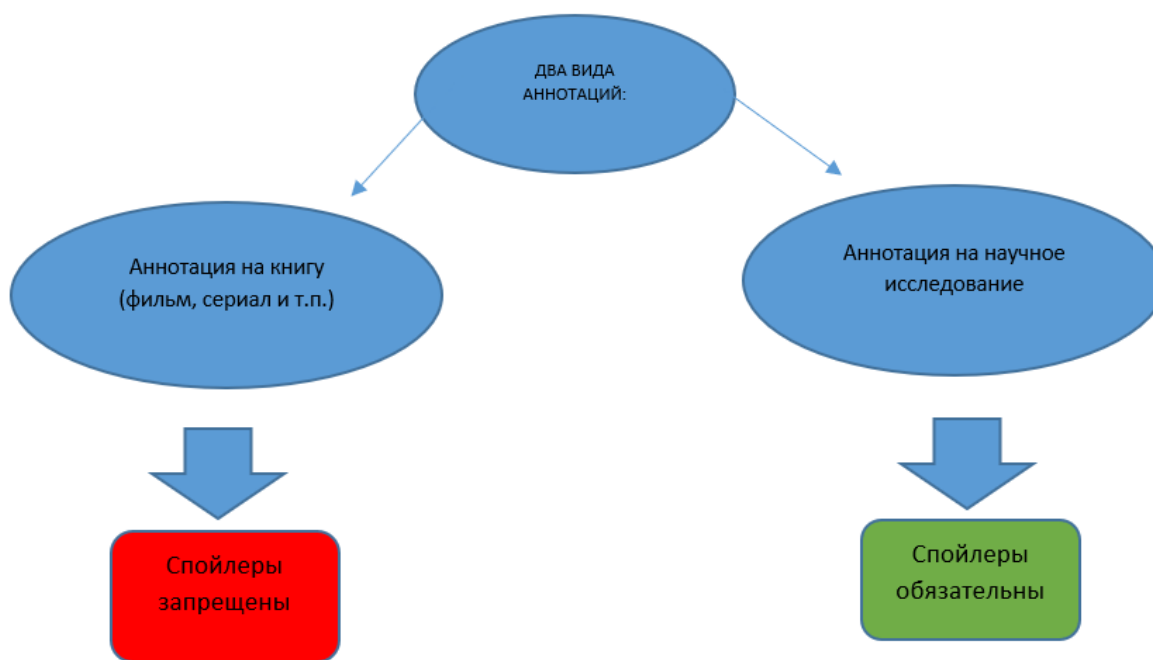 ДВА ВИДА
АННОТАЦИЙ:
Аннотация на книгу
(фильм, сериал и т.п.)
Аннотация на научное
исследование
Спойлеры
запрещены
Спойлеры
обязательны